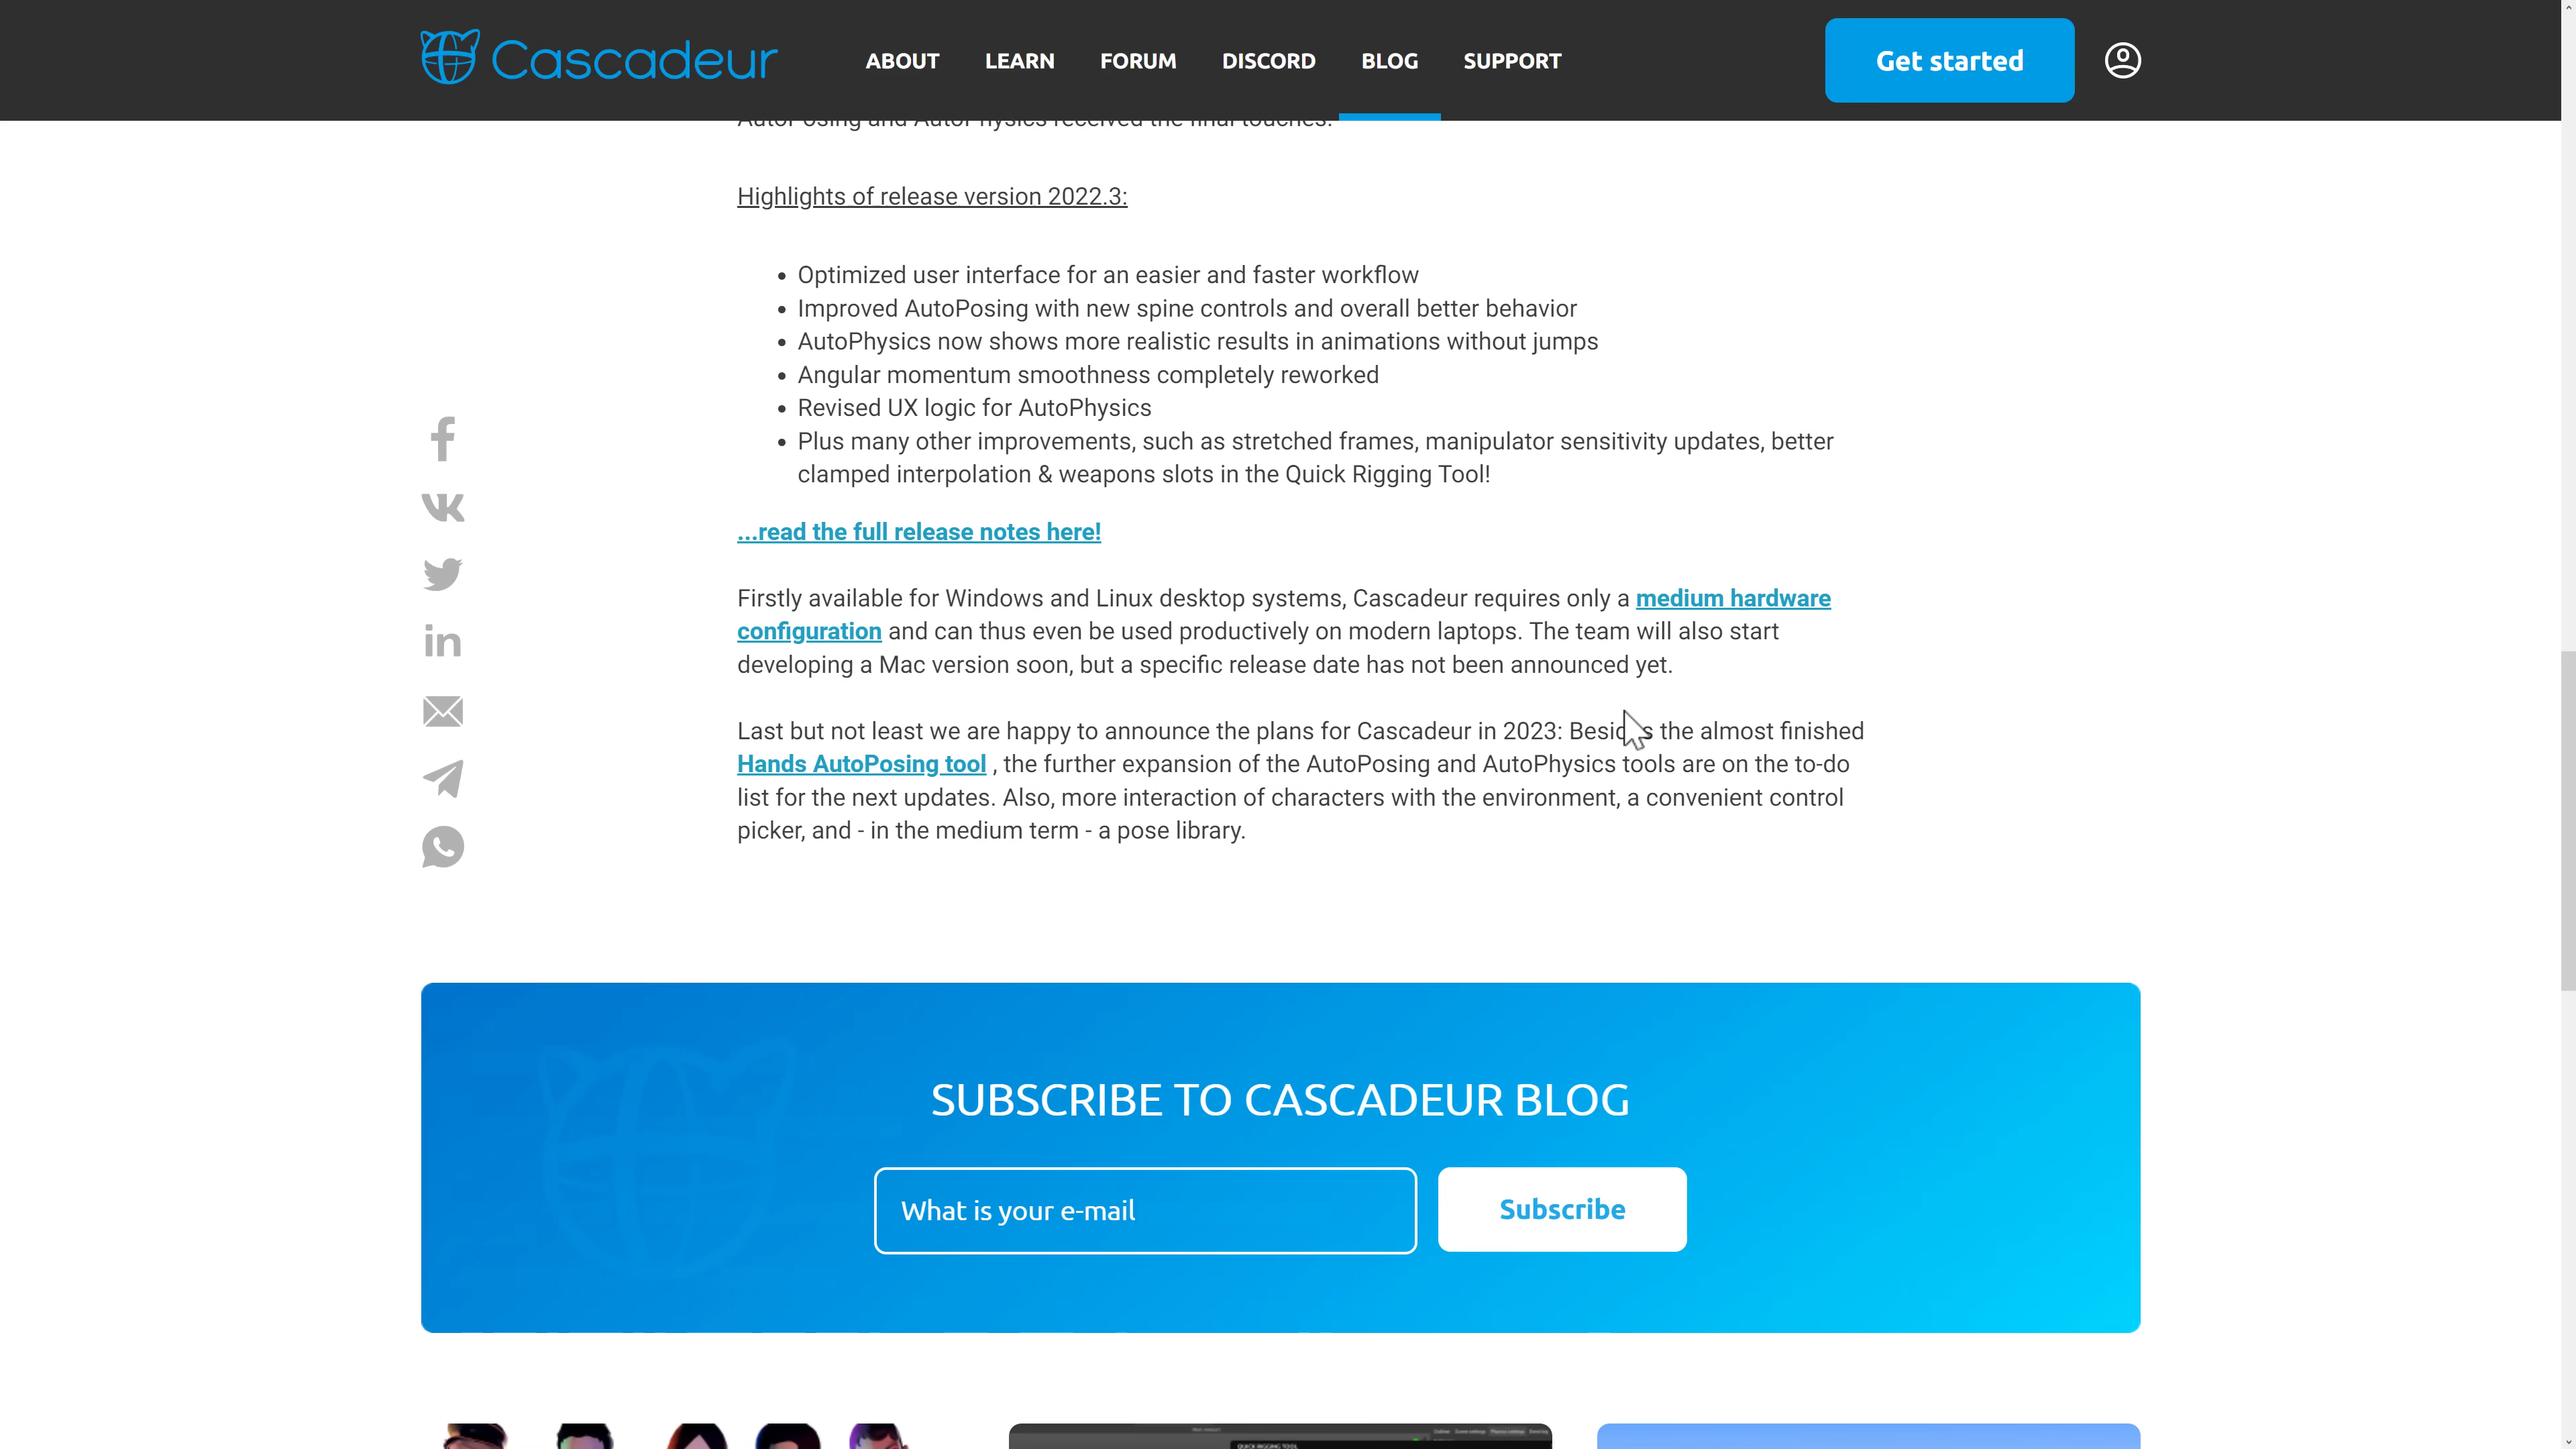 Cascadeur
ABOUT LEARN FORUM DISCORD BLOG SUPPORT
Get started
AutoPosing and AutoPhysics received the final touches.
Highlights of release version 2022.3:
• Optimized user interface for an easier and faster workflow
• Improved AutoPosing with new spine controls and overall better behavior
• AutoPhysics now shows more realistic results in animations without jumps
• Angular momentum smoothness completely reworked
• Revised UX logic for AutoPhysics
• Plus many other improvements, such as stretched frames, manipulator sensitivity updates, better
clamped interpolation & weapons slots in the Quick Rigging Tool!
...read the full release notes here!
Firstly available for Windows and Linux desktop systems, Cascadeur requires only a medium hardware
configuration and can thus even be used productively on modern laptops. The team will also start
developing a Mac version soon, but a specific release date has not been announced yet.
Last but not least we are happy to announce the plans for Cascadeur in 2023: Besides the almost finished
Hands AutoPosing tool , the further expansion of the AutoPosing and AutoPhysics tools are on the to-do
list for the next updates. Also, more interaction of characters with the environment, a convenient control
picker, and - in the medium term - a pose library.
SUBSCRIBE TO CASCADEUR BLOG
What is your e-mail
Subscribe
QUICK RIGGING TOOL